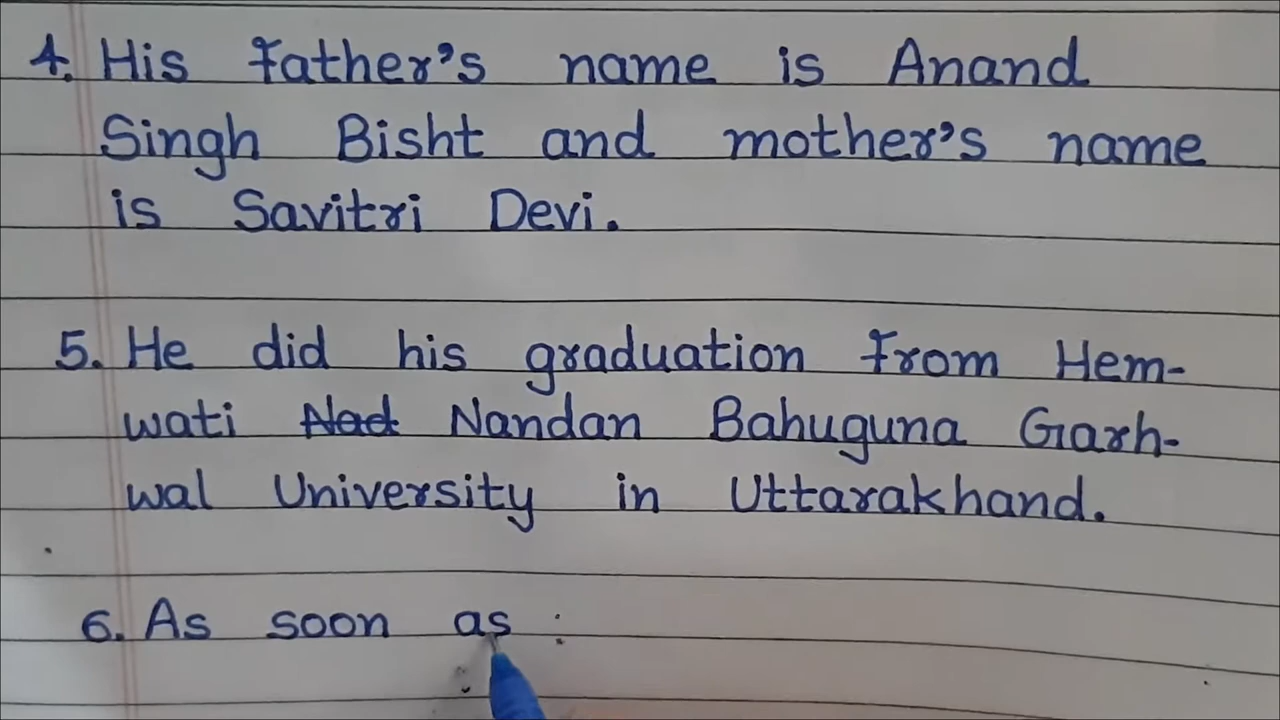 4. His father's name is Anand
Singh Bisht and mother's name
is Savitri Devi.
5. He did his graduation from Hem-
wati Nad Nandan Bahuguna Garh-
wal University in Uttarakhand.
6. As soon as